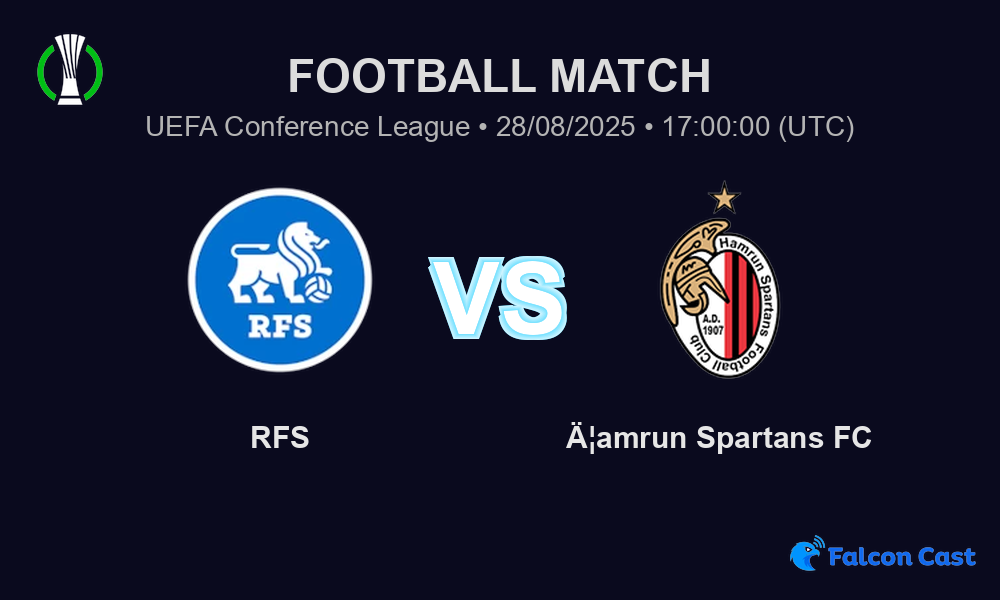 FOOTBALL MATCH
UEFA Conference League • 28/08/2025 • 17:00:00 (UTC)
RFS
VS
Hamrun Spartans Football Club
A.D.
1907
RFS
Ä¦amrun Spartans FC
Falcon Cast